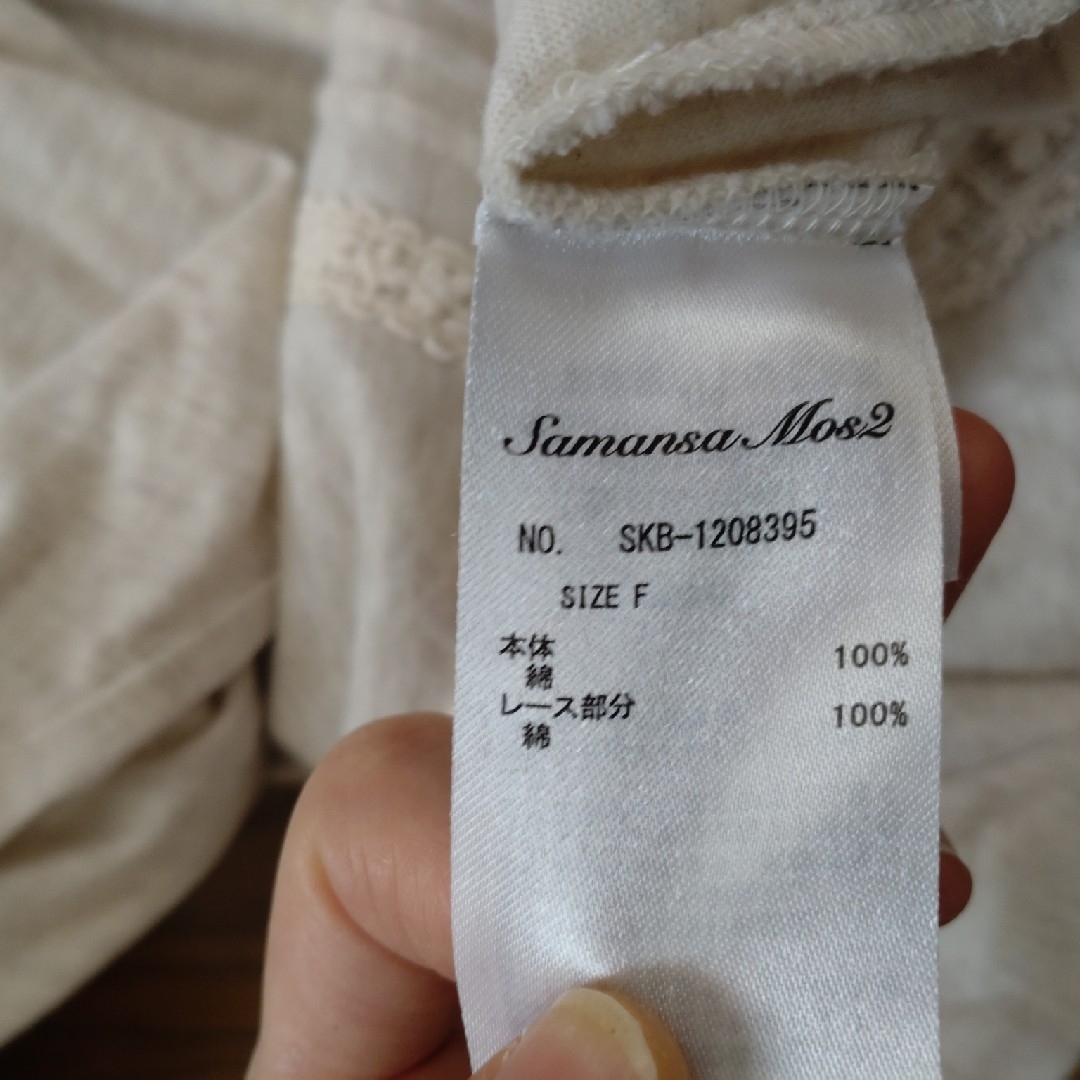 Samansa Mos2
NO. SKB-1208395
SIZE F
本体
綿 100%
レース部分
綿 100%